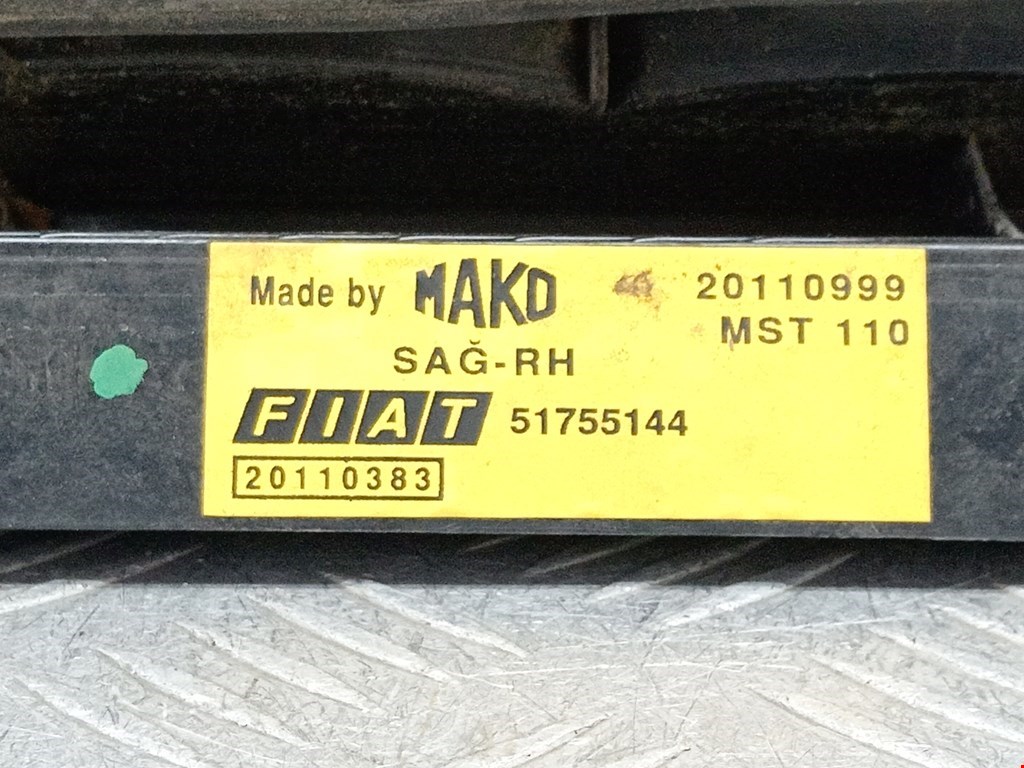 Made by MAKO 20110999
MST 110
SAĞ-RH
FIAT 51755144
20110383